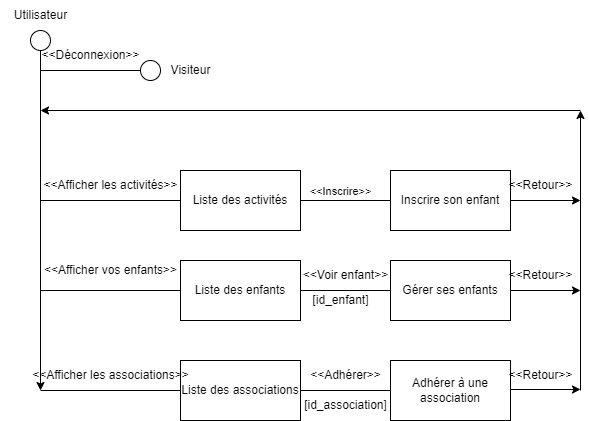 Utilisateur
<<Déconnexion>>
Visiteur
<<Afficher les activités>>
Liste des activités
<<Inscrire>>
Inscrire son enfant
<<Retour>>
<<Afficher vos enfants>>
Liste des enfants
<<Voir enfant>>
[id_enfant]
Gérer ses enfants
<<Retour>>
<<Afficher les associations>>
Liste des associations
<<Adhérer>>
[id_association]
Adhérer à une
association
<<Retour>>